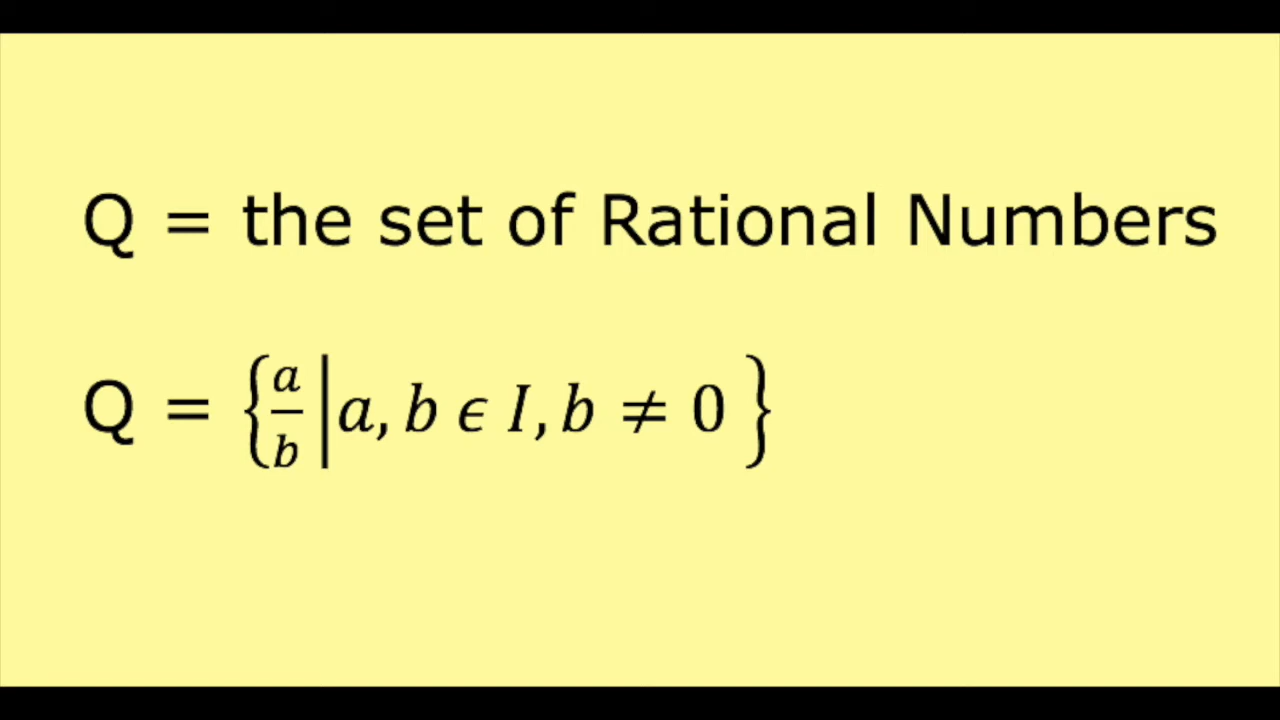 Q = the set of Rational Numbers
Q = {a/b | a, b ϵ I, b ≠ 0 }